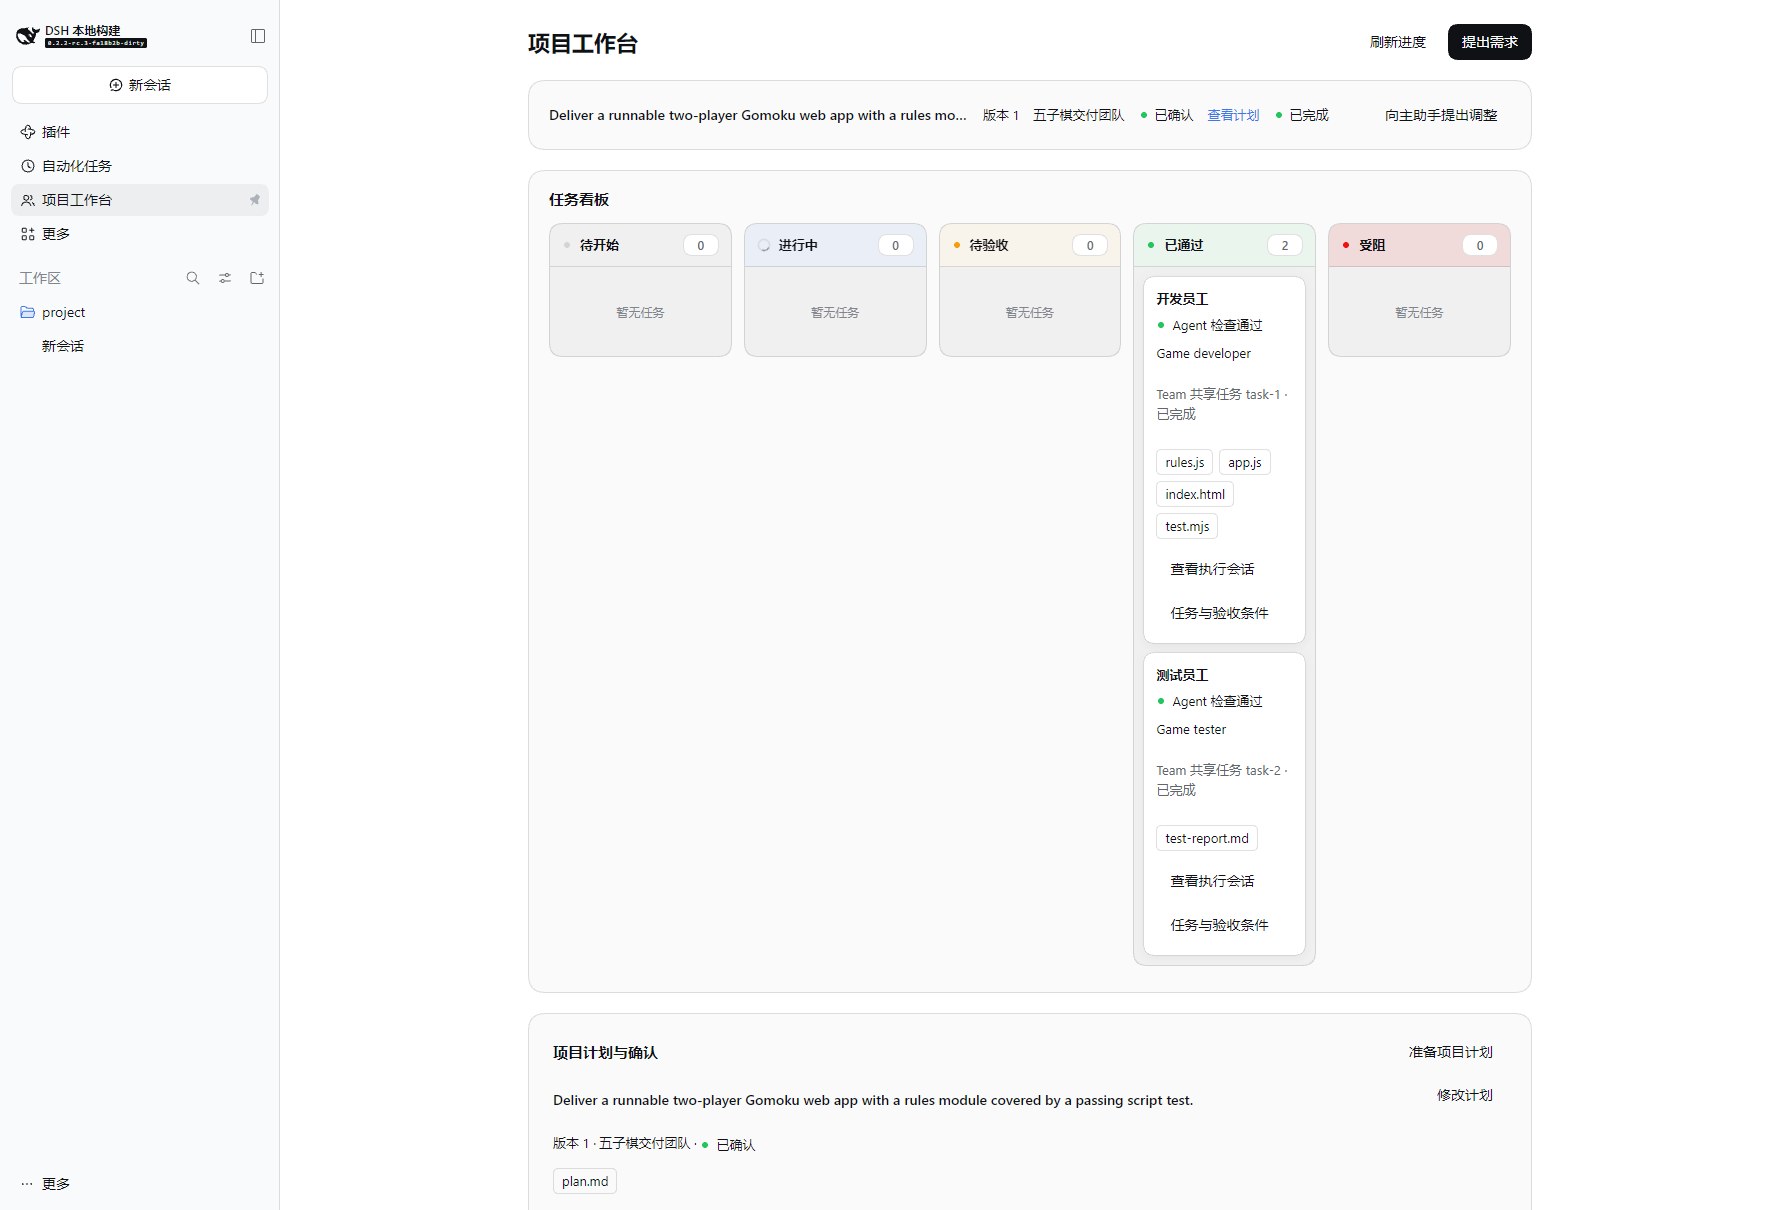 DSH 本地构建
新会话
插件
自动化任务
项目工作台
更多
工作区
project
新会话
更多
项目工作台
刷新进度
提出需求
Deliver a runnable two-player Gomoku web app with a rules mo... 版本 1 五子棋交付团队 已确认 查看计划 已完成 向主助手提出调整
任务看板
待开始 0
暂无任务
进行中 0
暂无任务
待验收 0
暂无任务
已通过 2
开发员工
Agent 检查通过
Game developer
Team 共享任务 task-1 ·
已完成
rules.js app.js
index.html
test.mjs
查看执行会话
任务与验收条件
测试员工
Agent 检查通过
Game tester
Team 共享任务 task-2 ·
已完成
test-report.md
查看执行会话
任务与验收条件
受阻 0
暂无任务
项目计划与确认
准备项目计划
Deliver a runnable two-player Gomoku web app with a rules module covered by a passing script test.
修改计划
版本 1 · 五子棋交付团队 · 已确认
plan.md